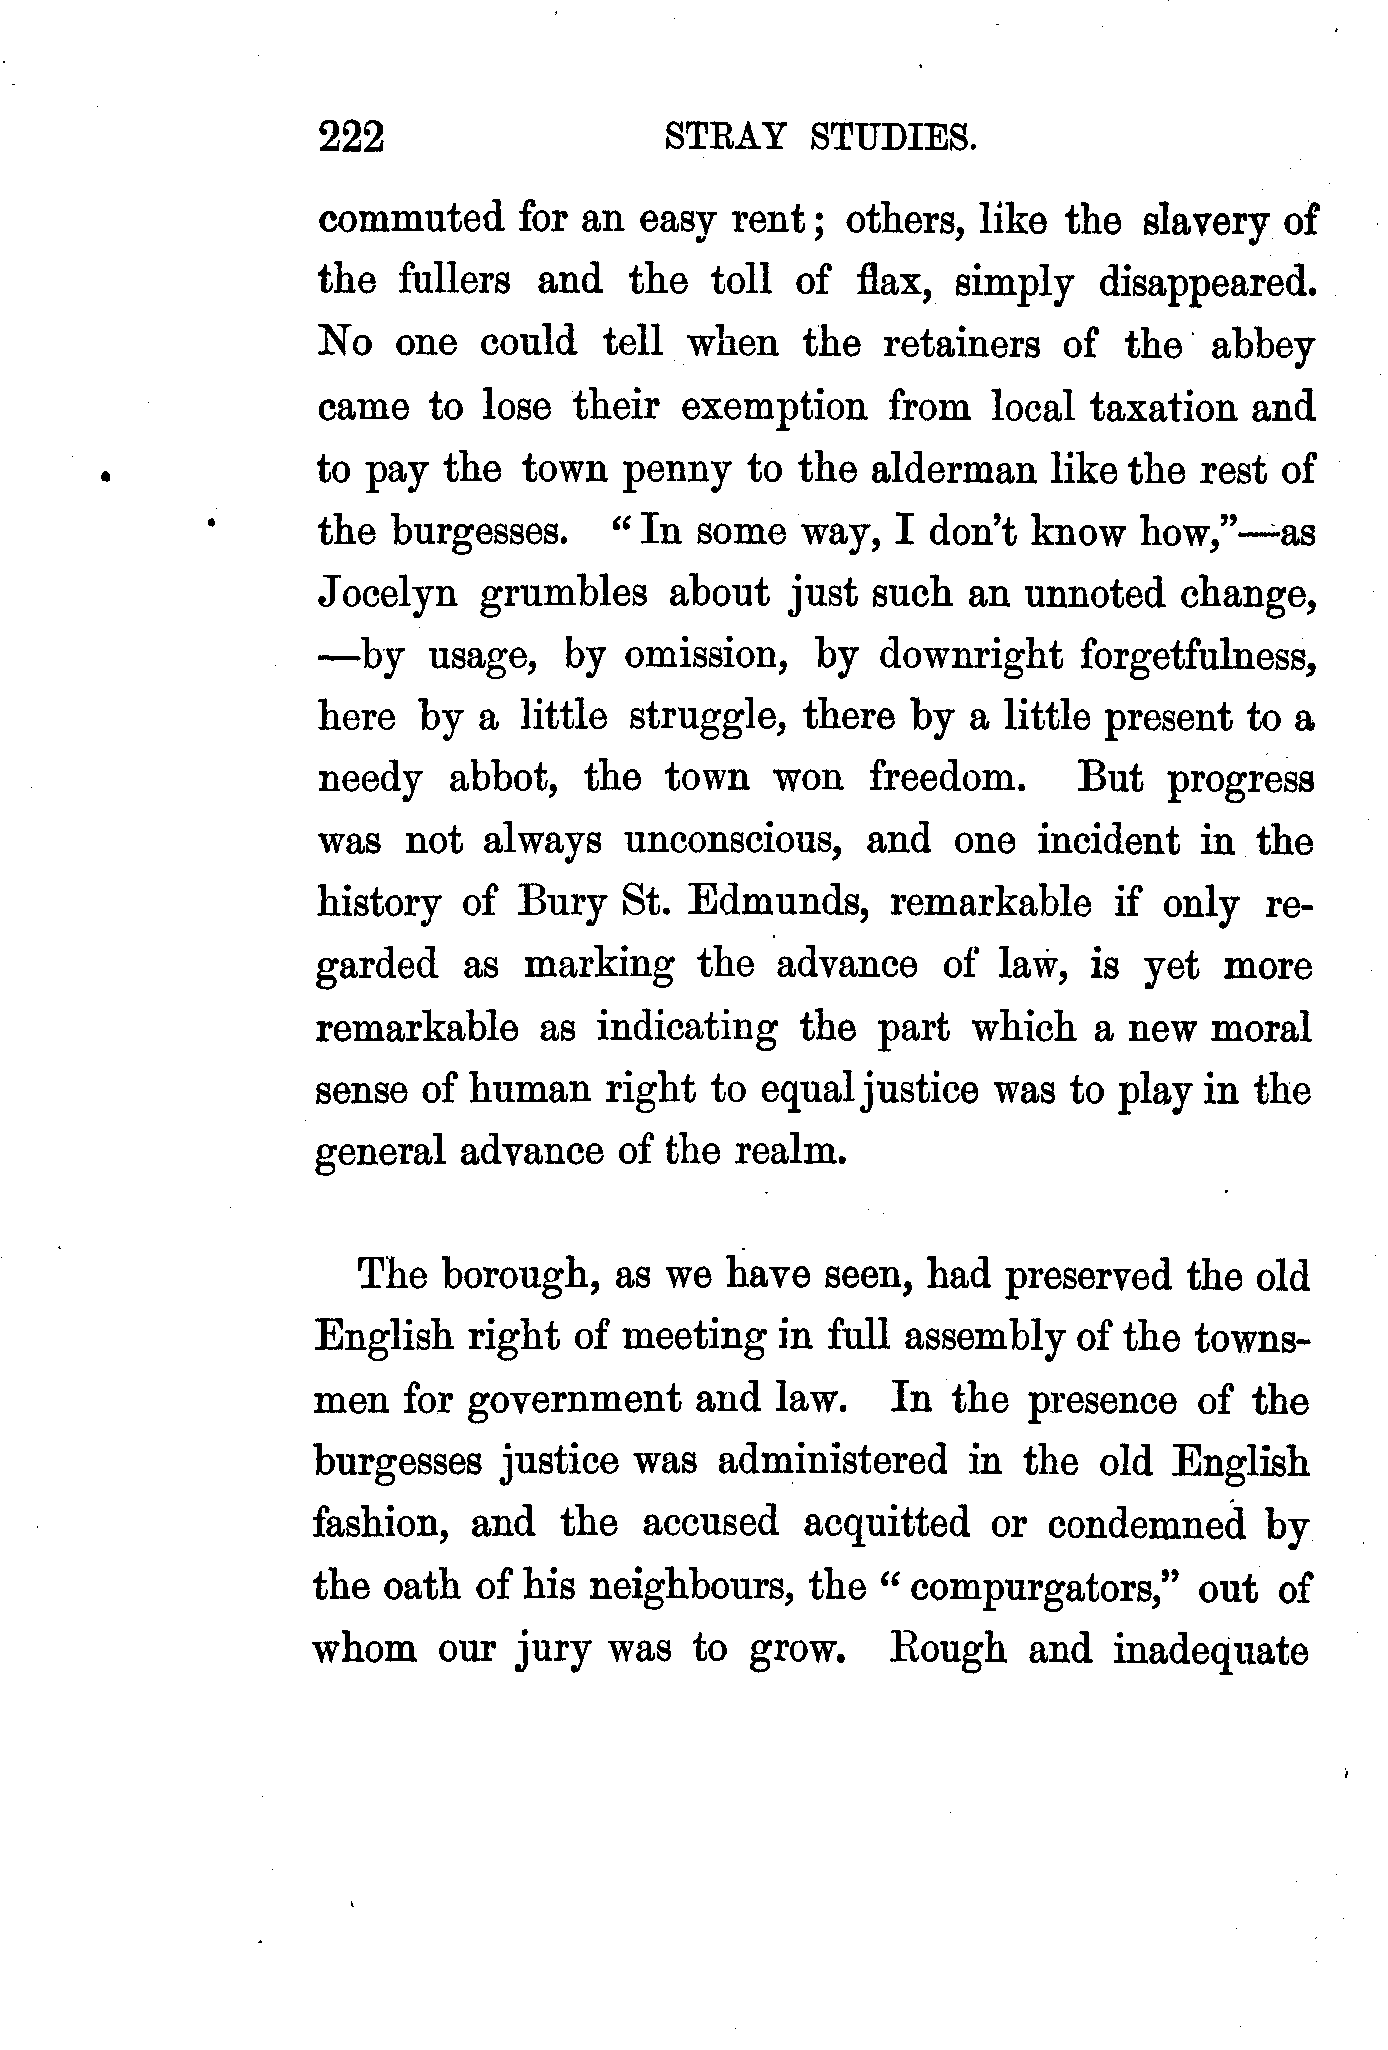 222 STRAY STUDIES.
commuted for an easy rent; others, like the slavery of
the fullers and the toll of flax, simply disappeared.
No one could tell when the retainers of the abbey
came to lose their exemption from local taxation and
to pay the town penny to the alderman like the rest of
the burgesses. “In some way, I don't know how,”—as
Jocelyn grumbles about just such an unnoted change,
—by usage, by omission, by downright forgetfulness,
here by a little struggle, there by a little present to a
needy abbot, the town won freedom. But progress
was not always unconscious, and one incident in the
history of Bury St. Edmunds, remarkable if only re-
garded as marking the advance of law, is yet more
remarkable as indicating the part which a new moral
sense of human right to equal justice was to play in the
general advance of the realm.
The borough, as we have seen, had preserved the old
English right of meeting in full assembly of the towns-
men for government and law. In the presence of the
burgesses justice was administered in the old English
fashion, and the accused acquitted or condemned by
the oath of his neighbours, the “compurgators,” out of
whom our jury was to grow. Rough and inadequate